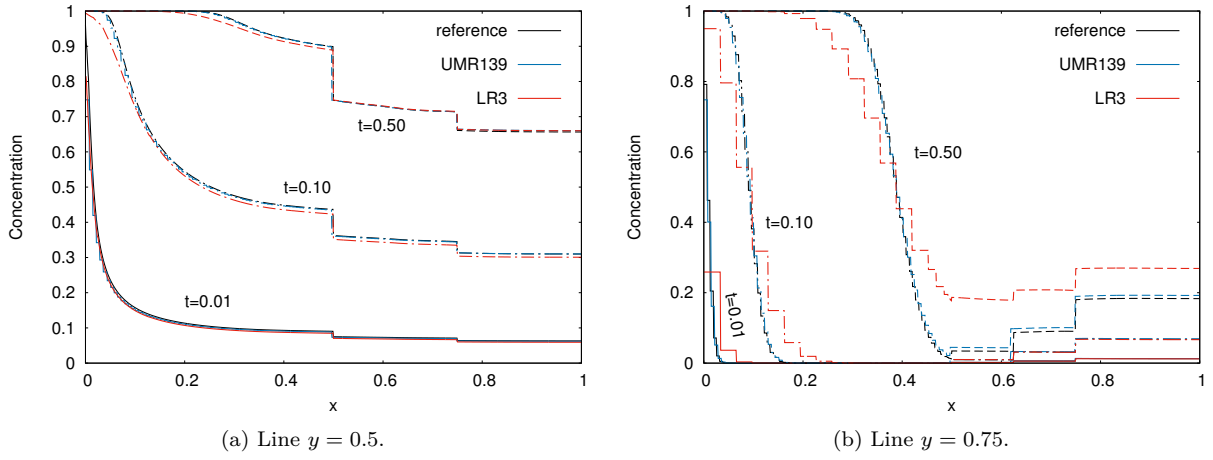 Concentration
1
0.9
0.8
0.7
0.6
0.5
0.4
0.3
0.2
0.1
0
0
0.2
0.4
0.6
0.8
1
x
reference
UMR139
LR3
t=0.50
t=0.10
t=0.01
(a) Line y = 0.5.
Concentration
1
0.8
0.6
0.4
0.2
0
0
0.2
0.4
0.6
0.8
1
x
reference
UMR139
LR3
t=0.50
t=0.10
t=0.01
(b) Line y = 0.75.